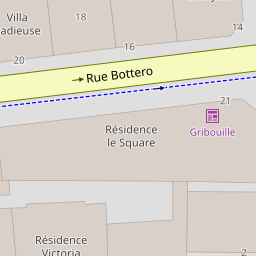 Villa
adieuse
18
14
16
20
Rue Bottero
21
Gribouille
Résidence
le Square
Résidence
Victoria
2